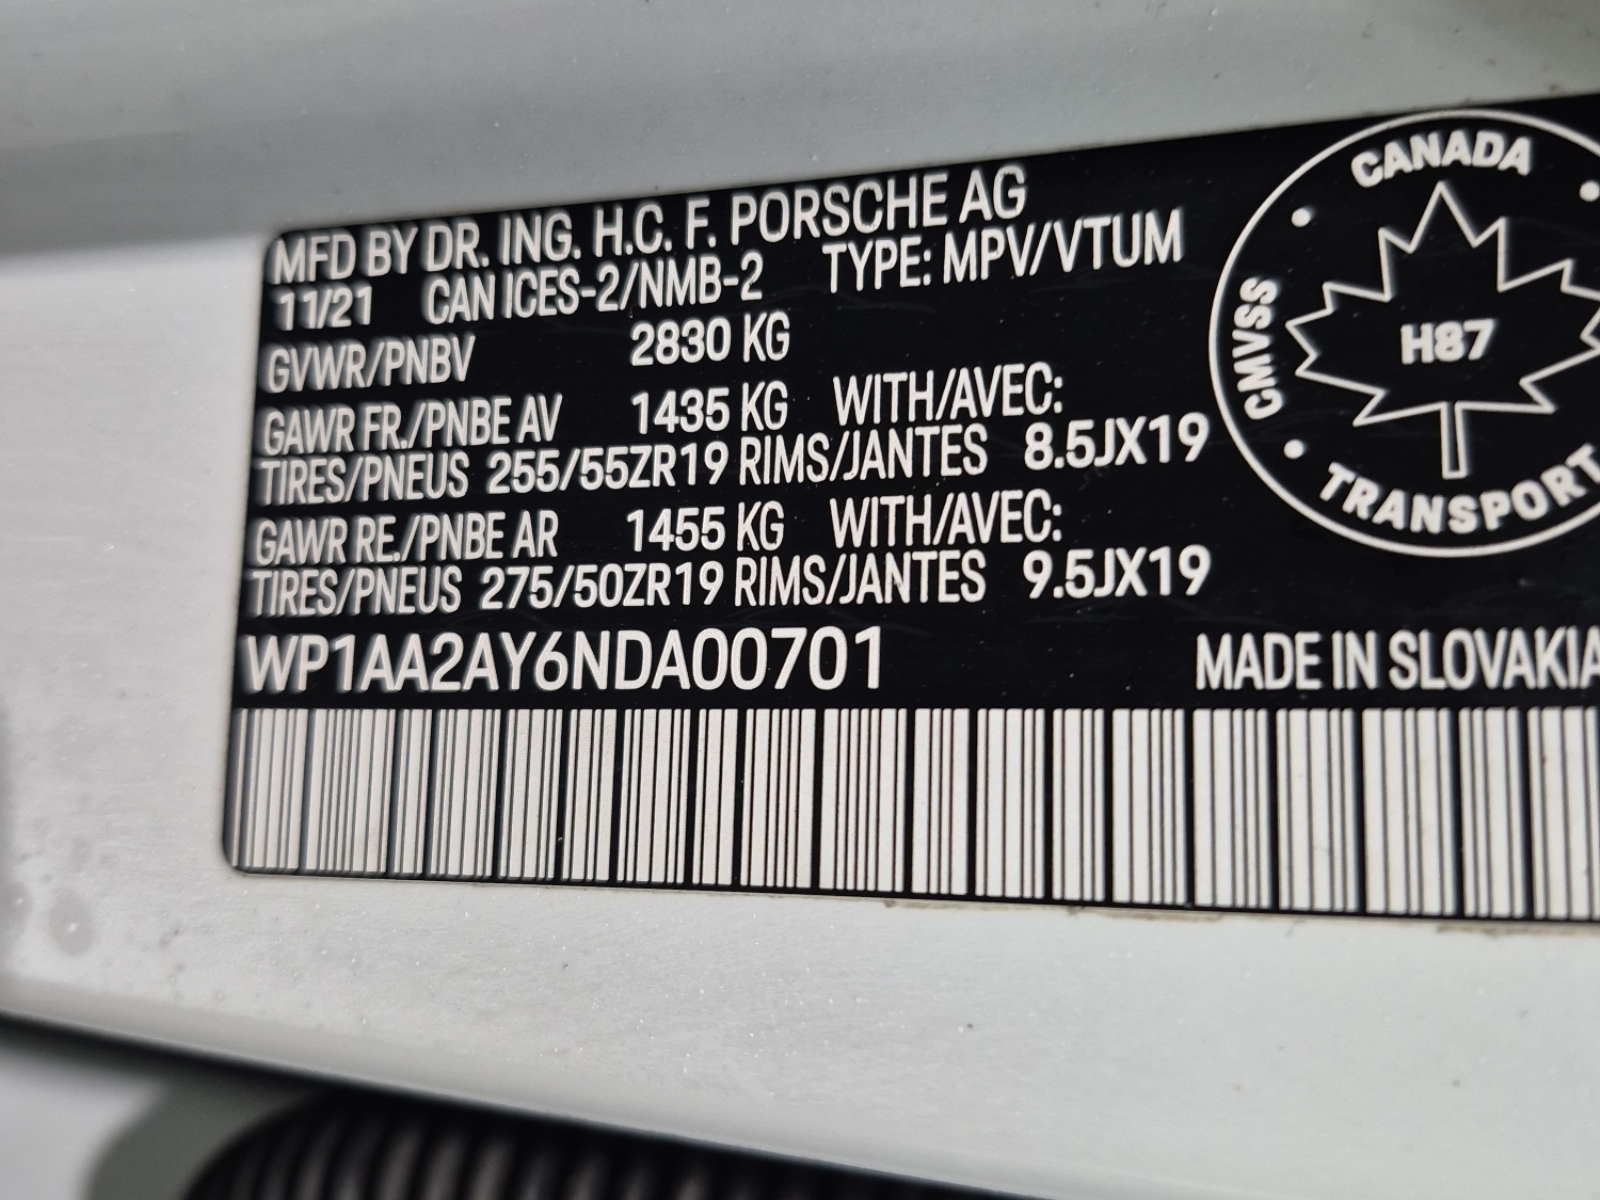 MFD BY DR. ING. H.C. F. PORSCHE AG
11/21 CAN ICES-2/NMB-2 TYPE: MPV/VTUM
GVWR/PNBV 2830 KG
GAWR FR./PNBE AV 1435 KG WITH/AVEC:
TIRES/PNEUS 255/55ZR19 RIMS/JANTES 8.5JX19
GAWR RE./PNBE AR 1455 KG WITH/AVEC:
TIRES/PNEUS 275/50ZR19 RIMS/JANTES 9.5JX19
WP1AA2AY6NDA00701 MADE IN SLOVAKIA
CANADA
CMVSS
H87
TRANSPORT